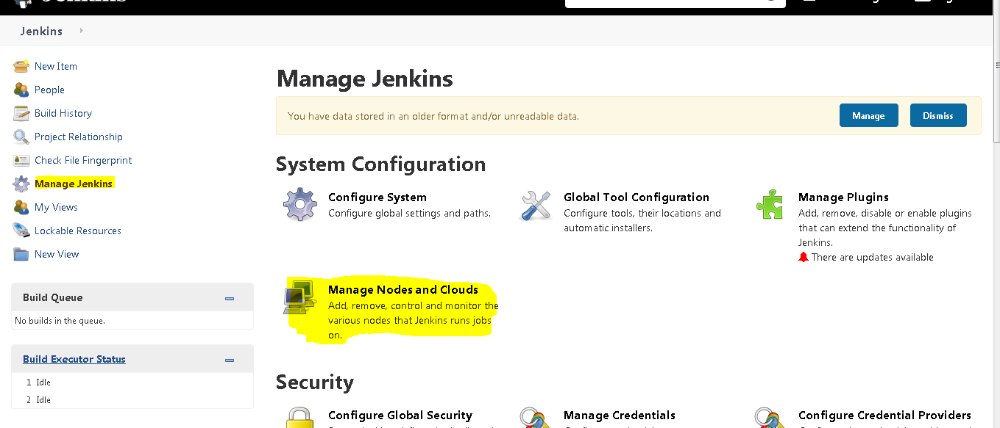 Jenkins
New Item
People
Build History
Project Relationship
Check File Fingerprint
Manage Jenkins
My Views
Lockable Resources
New View
Build Queue
No builds in the queue.
Build Executor Status
1 Idle
2 Idle
Manage Jenkins
You have data stored in an older format and/or unreadable data.
Manage
Dismiss
System Configuration
Configure System
Configure global settings and paths.
Global Tool Configuration
Configure tools, their locations and
automatic installers.
Manage Plugins
Add, remove, disable or enable plugins
that can extend the functionality of
Jenkins.
There are updates available
Manage Nodes and Clouds
Add, remove, control and monitor the
various nodes that Jenkins runs jobs
on.
Security
Configure Global Security
Manage Credentials
Configure Credential Providers